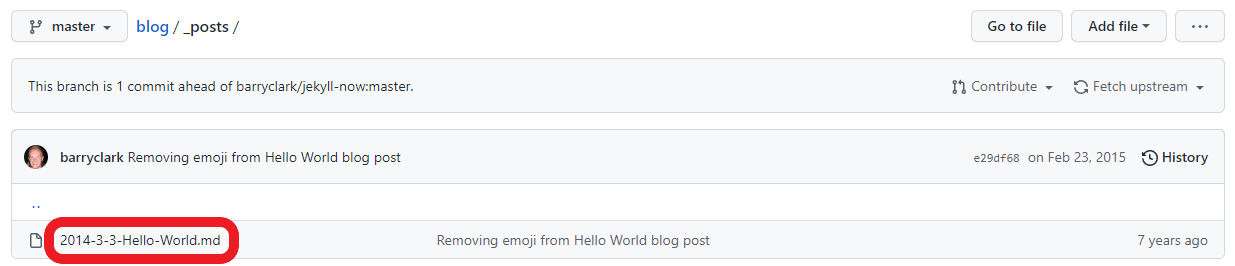 master blog / _posts / Go to file Add file ...
This branch is 1 commit ahead of barryclark/jekyll-now:master. Contribute Fetch upstream
barryclark Removing emoji from Hello World blog post e29df68 on Feb 23, 2015 History
..
2014-3-3-Hello-World.md Removing emoji from Hello World blog post 7 years ago